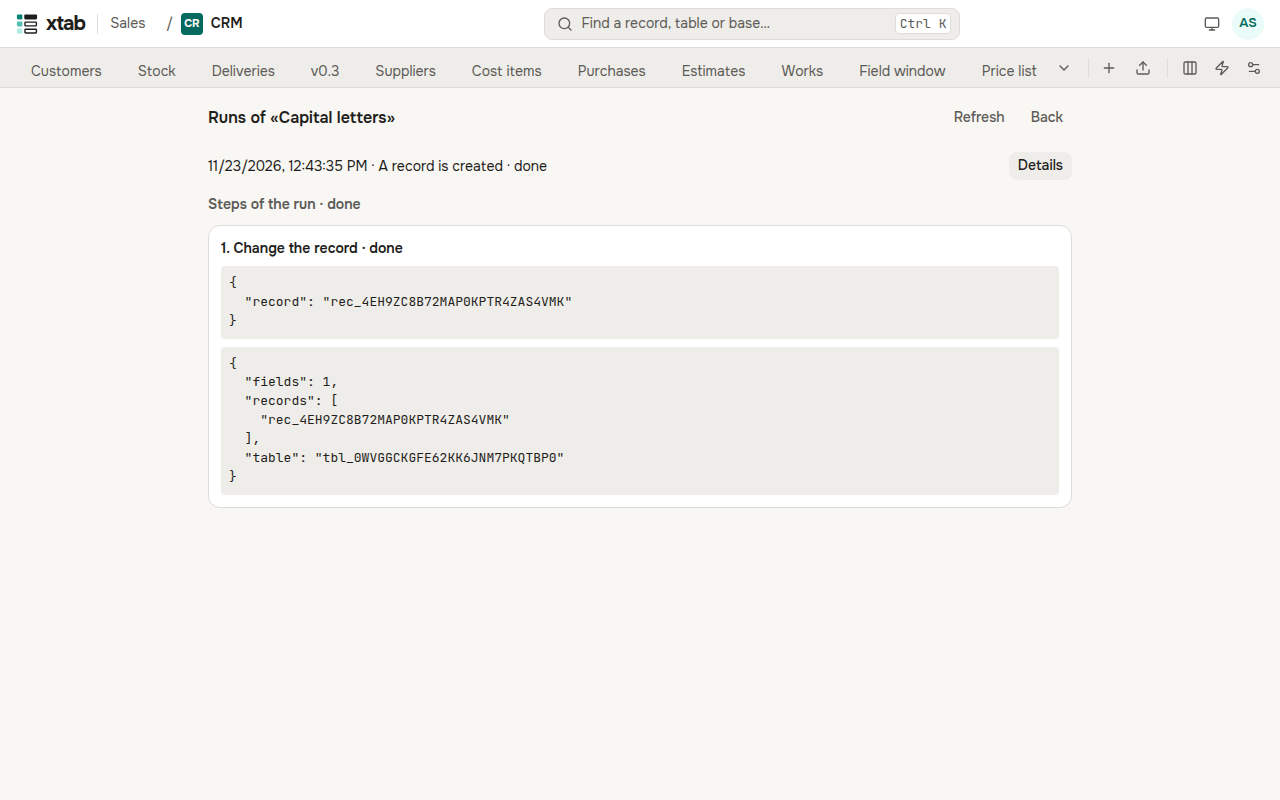 xtab Sales / CR CRM Find a record, table or base... Ctrl K AS
Customers Stock Deliveries v0.3 Suppliers Cost items Purchases Estimates Works Field window Price list
Runs of «Capital letters» Refresh Back
11/23/2026, 12:43:35 PM · A record is created · done Details
Steps of the run · done
1. Change the record · done
{
"record": "rec_4EH9ZC8B72MAP0KPTR4ZAS4VMK"
}
{
"fields": 1,
"records": [
"rec_4EH9ZC8B72MAP0KPTR4ZAS4VMK"
],
"table": "tbl_0WVGGCKGFE62KK6JNM7PKQTBP0"
}